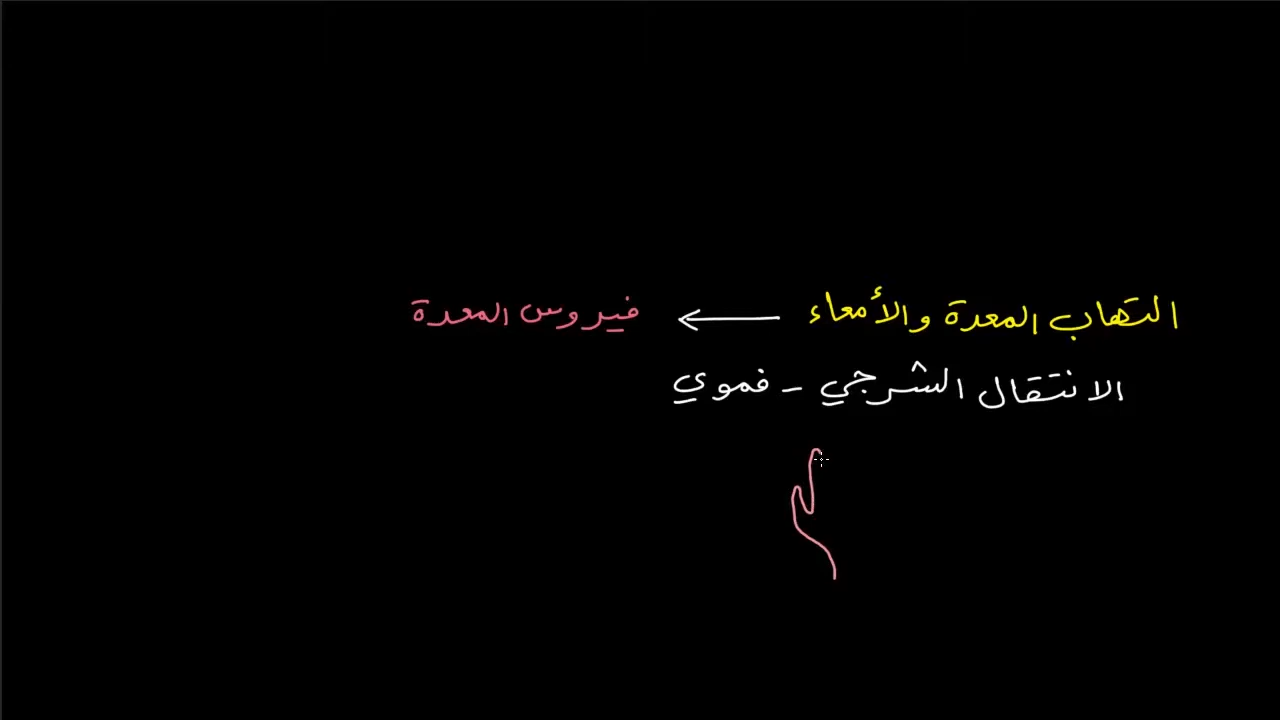 التهاب المعدة والأمعاء ← فيروس المعدة
الانتقال الشرجي - فموي